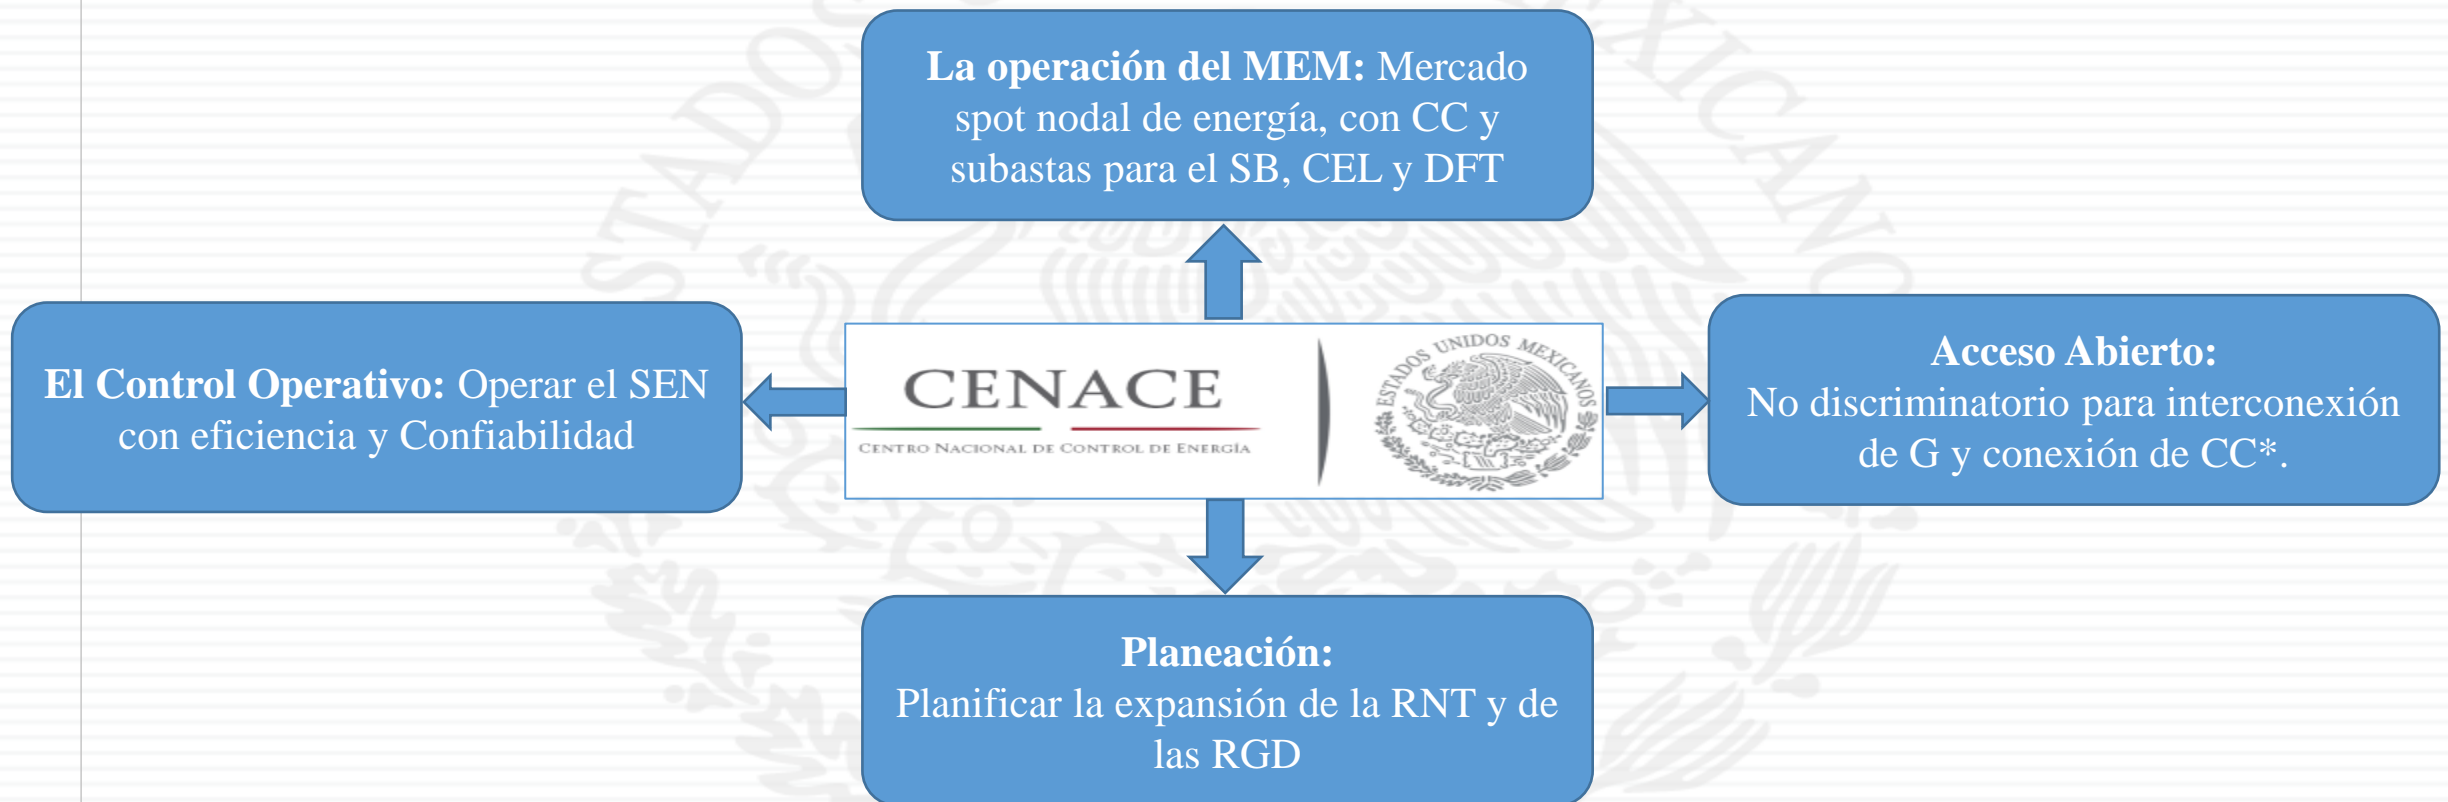 La operación del MEM: Mercado
spot nodal de energía, con CC y
subastas para el SB, CEL y DFT
El Control Operativo: Operar el SEN
con eficiencia y Confiabilidad
CENACE
CENTRO NACIONAL DE CONTROL DE ENERGÍA
ESTADOS UNIDOS MEXICANOS
Acceso Abierto:
No discriminatorio para interconexión
de G y conexión de CC*.
Planeación:
Planificar la expansión de la RNT y de
las RGD
STADOS
EXICANO